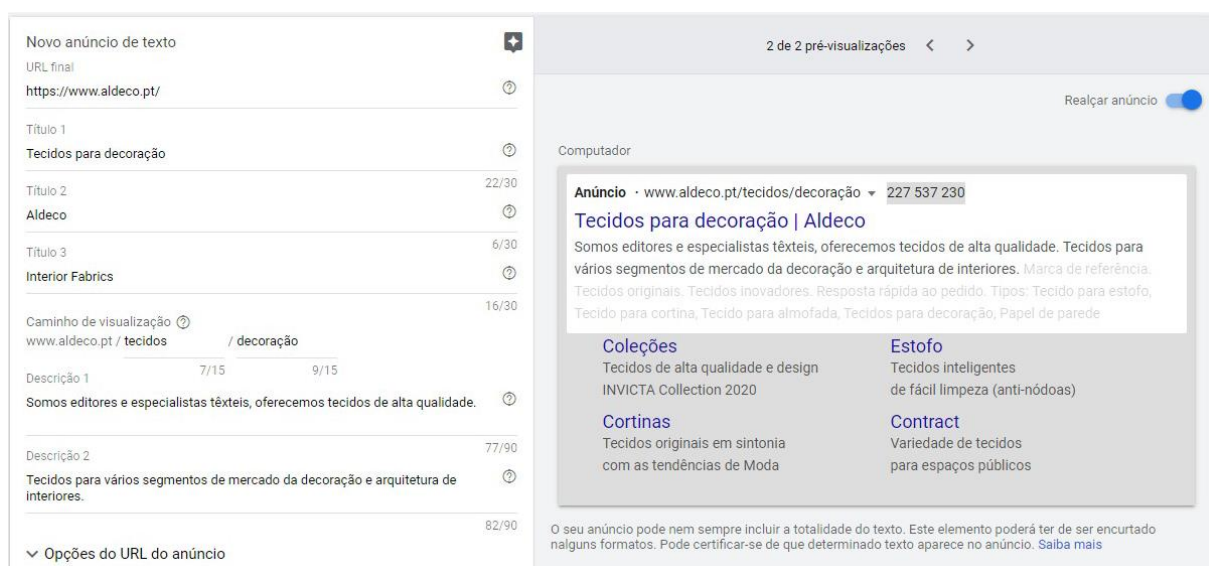 Novo anúncio de texto
URL final
https://www.aldeco.pt/
Título 1
Tecidos para decoração
22/30
Título 2
Aldeco
6/30
Título 3
Interior Fabrics
16/30
Caminho de visualização
www.aldeco.pt / tecidos / decoração
7/15 9/15
Descrição 1
Somos editores e especialistas têxteis, oferecemos tecidos de alta qualidade.
77/90
Descrição 2
Tecidos para vários segmentos de mercado da decoração e arquitetura de
interiores.
82/90
Opções do URL do anúncio
2 de 2 pré-visualizações
Realçar anúncio
Computador
Anúncio · www.aldeco.pt/tecidos/decoração 227 537 230
Tecidos para decoração | Aldeco
Somos editores e especialistas têxteis, oferecemos tecidos de alta qualidade. Tecidos para
vários segmentos de mercado da decoração e arquitetura de interiores. Marca de referência.
Tecidos originais. Tecidos inovadores. Resposta rápida ao pedido. Tipos: Tecido para estofo,
Tecido para cortina, Tecido para almofada, Tecidos para decoração, Papel de parede
Coleções
Tecidos de alta qualidade e design
INVICTA Collection 2020
Estofo
Tecidos inteligentes
de fácil limpeza (anti-nódoas)
Cortinas
Tecidos originais em sintonia
com as tendências de Moda
Contract
Variedade de tecidos
para espaços públicos
O seu anúncio pode nem sempre incluir a totalidade do texto. Este elemento poderá ter de ser encurtado
nalguns formatos. Pode certificar-se de que determinado texto aparece no anúncio. Saiba mais